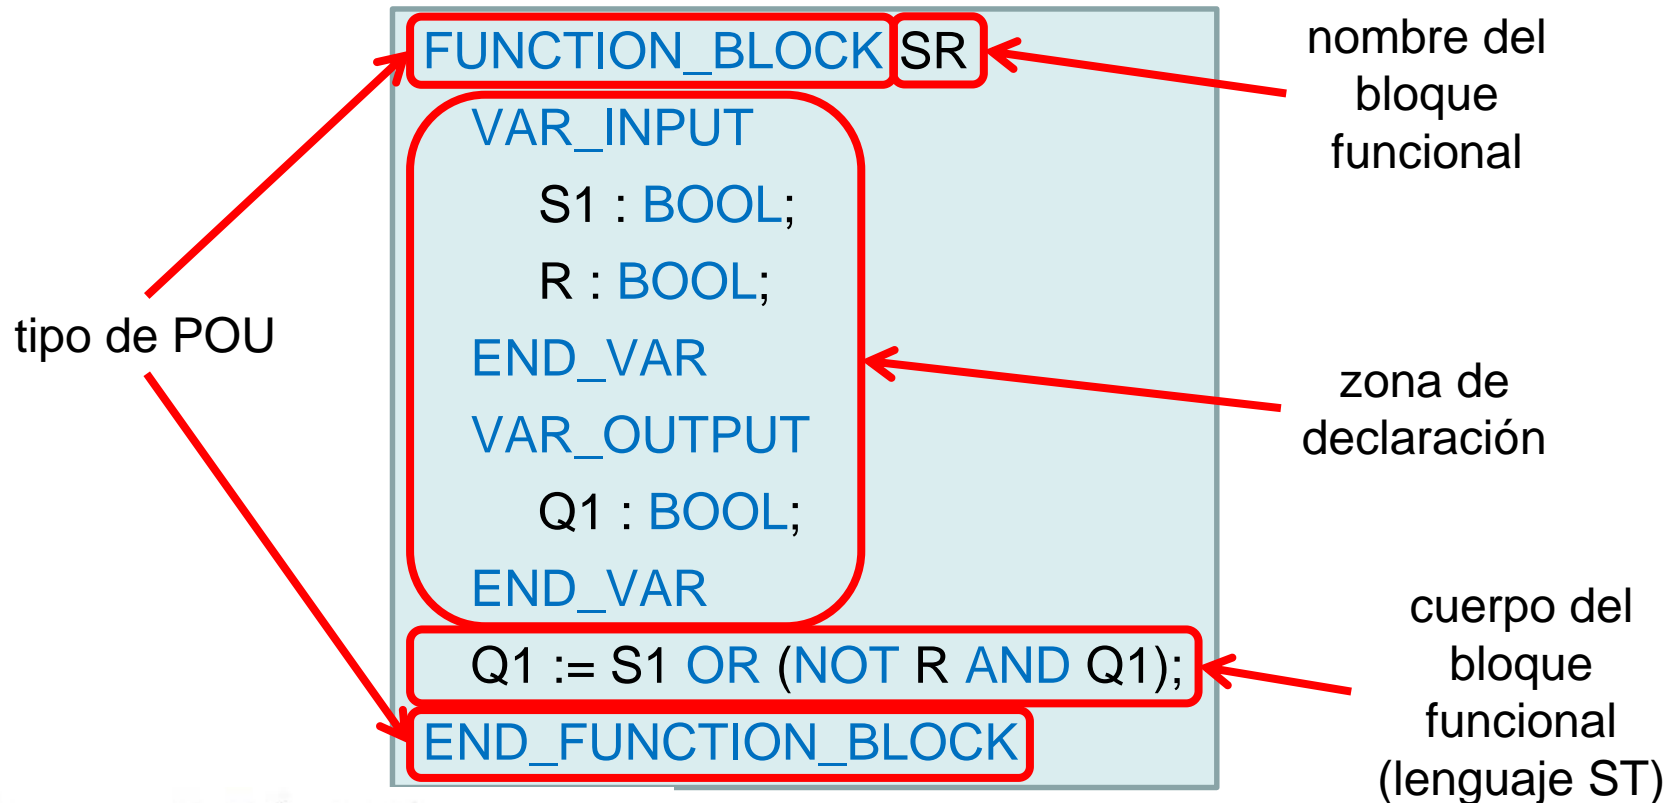 FUNCTION_BLOCK SR
VAR_INPUT
S1 : BOOL;
R : BOOL;
END_VAR
VAR_OUTPUT
Q1 : BOOL;
END_VAR
Q1 := S1 OR (NOT R AND Q1);
END_FUNCTION_BLOCK
tipo de POU
nombre del
bloque
funcional
zona de
declaración
cuerpo del
bloque
funcional
(lenguaje ST)